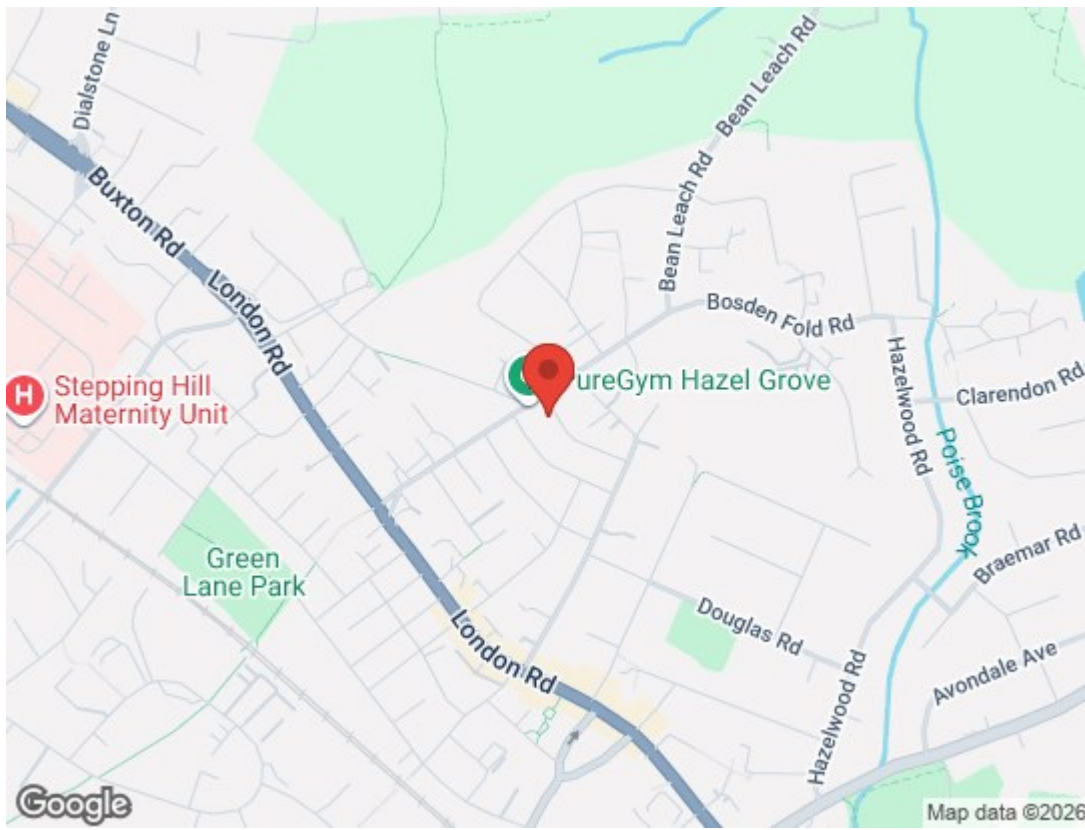 Dialstone Ln
Bean Leach Rd
Buxton Rd
Bean Leach Rd
London Rd
Bosden Fold Rd
H
Stepping Hill
Maternity Unit
PureGym Hazel Grove
Hazelwood Rd
Clarendon Rd
Poise Brook
Green
Lane Park
Braemar Rd
Douglas Rd
London Rd
Avondale Ave
Hazelwood Rd
Google
Map data ©2026